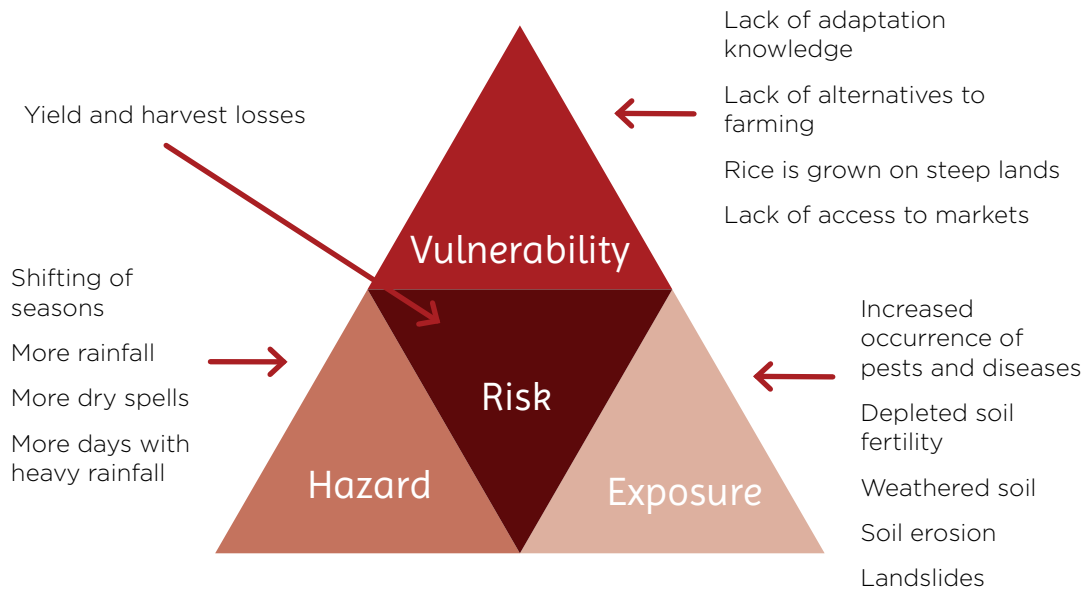 Lack of adaptation
knowledge
Lack of alternatives to
farming
Rice is grown on steep lands
Lack of access to markets
Yield and harvest losses
Vulnerability
Shifting of
seasons
More rainfall
More dry spells
More days with
heavy rainfall
Risk
Hazard
Exposure
Increased
occurrence of
pests and diseases
Depleted soil
fertility
Weathered soil
Soil erosion
Landslides